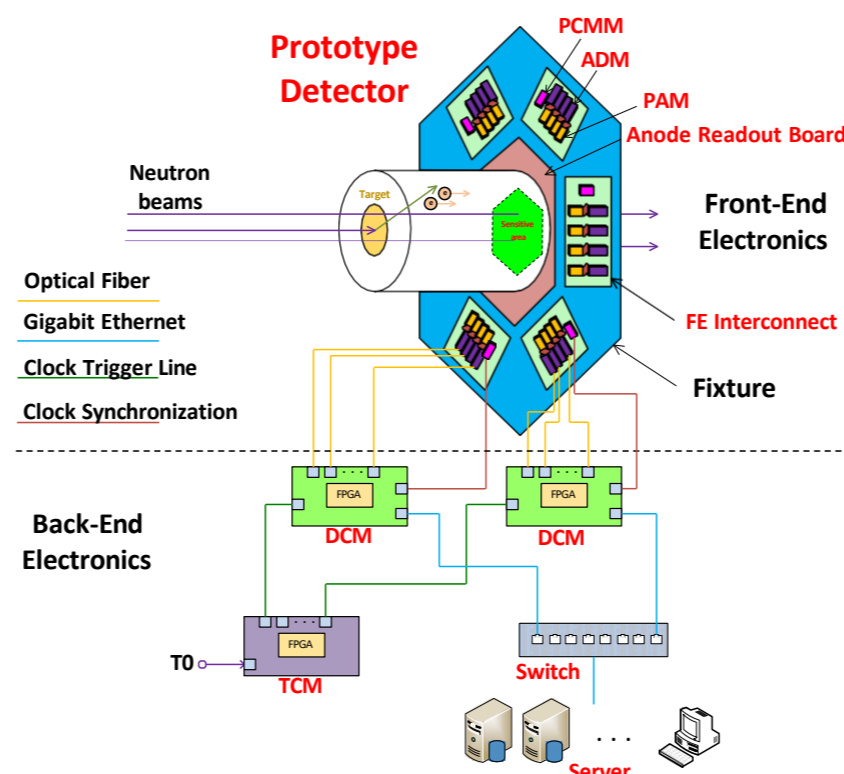 Prototype
Detector
PCMM
ADM
PAM
Anode Readout Board
Neutron
beams
Target
e
e
Sensitive
area
Front-End
Electronics
Optical Fiber
Gigabit Ethernet
Clock Trigger Line
Clock Synchronization
FE Interconnect
Fixture
Back-End
Electronics
FPGA
DCM
FPGA
DCM
T0
FPGA
TCM
Switch
Server